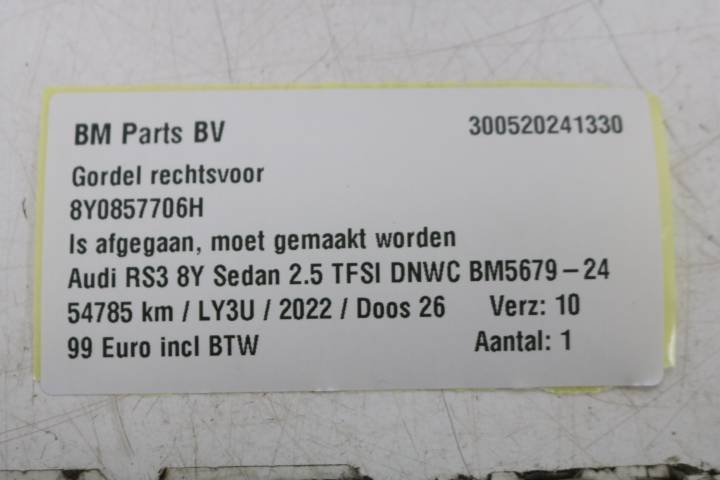 BM Parts BV 300520241330
Gordel rechtsvoor
8Y0857706H
Is afgegaan, moet gemaakt worden
Audi RS3 8Y Sedan 2.5 TFSI DNWC BM5679-24
54785 km / LY3U / 2022 / Doos 26 Verz: 10
99 Euro incl BTW Aantal: 1